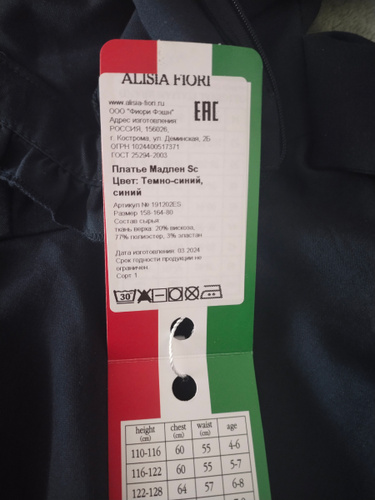 ALISIA FIORI
www.alisia-fiori.ru
ООО "Фиори Фэшн"
Адрес изготовления
РОССИЯ, 156026,
г. Кострома, ул. Деминская, 2Б
ОГРН 1024400517371
ГОСТ 25294-2003
EAC
Платье Мадлен Sc
Цвет: Темно-синий,
синий
Артикул № 191202ES
Размер 158-164-80
Состав сырья:
ткань верха: 20% вискоза,
77% полиэстер, 3% эластан
Дата изготовления: 03.2024
Срок годности продукции не
ограничен
Сорт 1
30
height chest waist age
(cm) (cm) (cm)
110-116 60 55 4-6
116-122 60 55 5-7
122-128 64 57 6-8